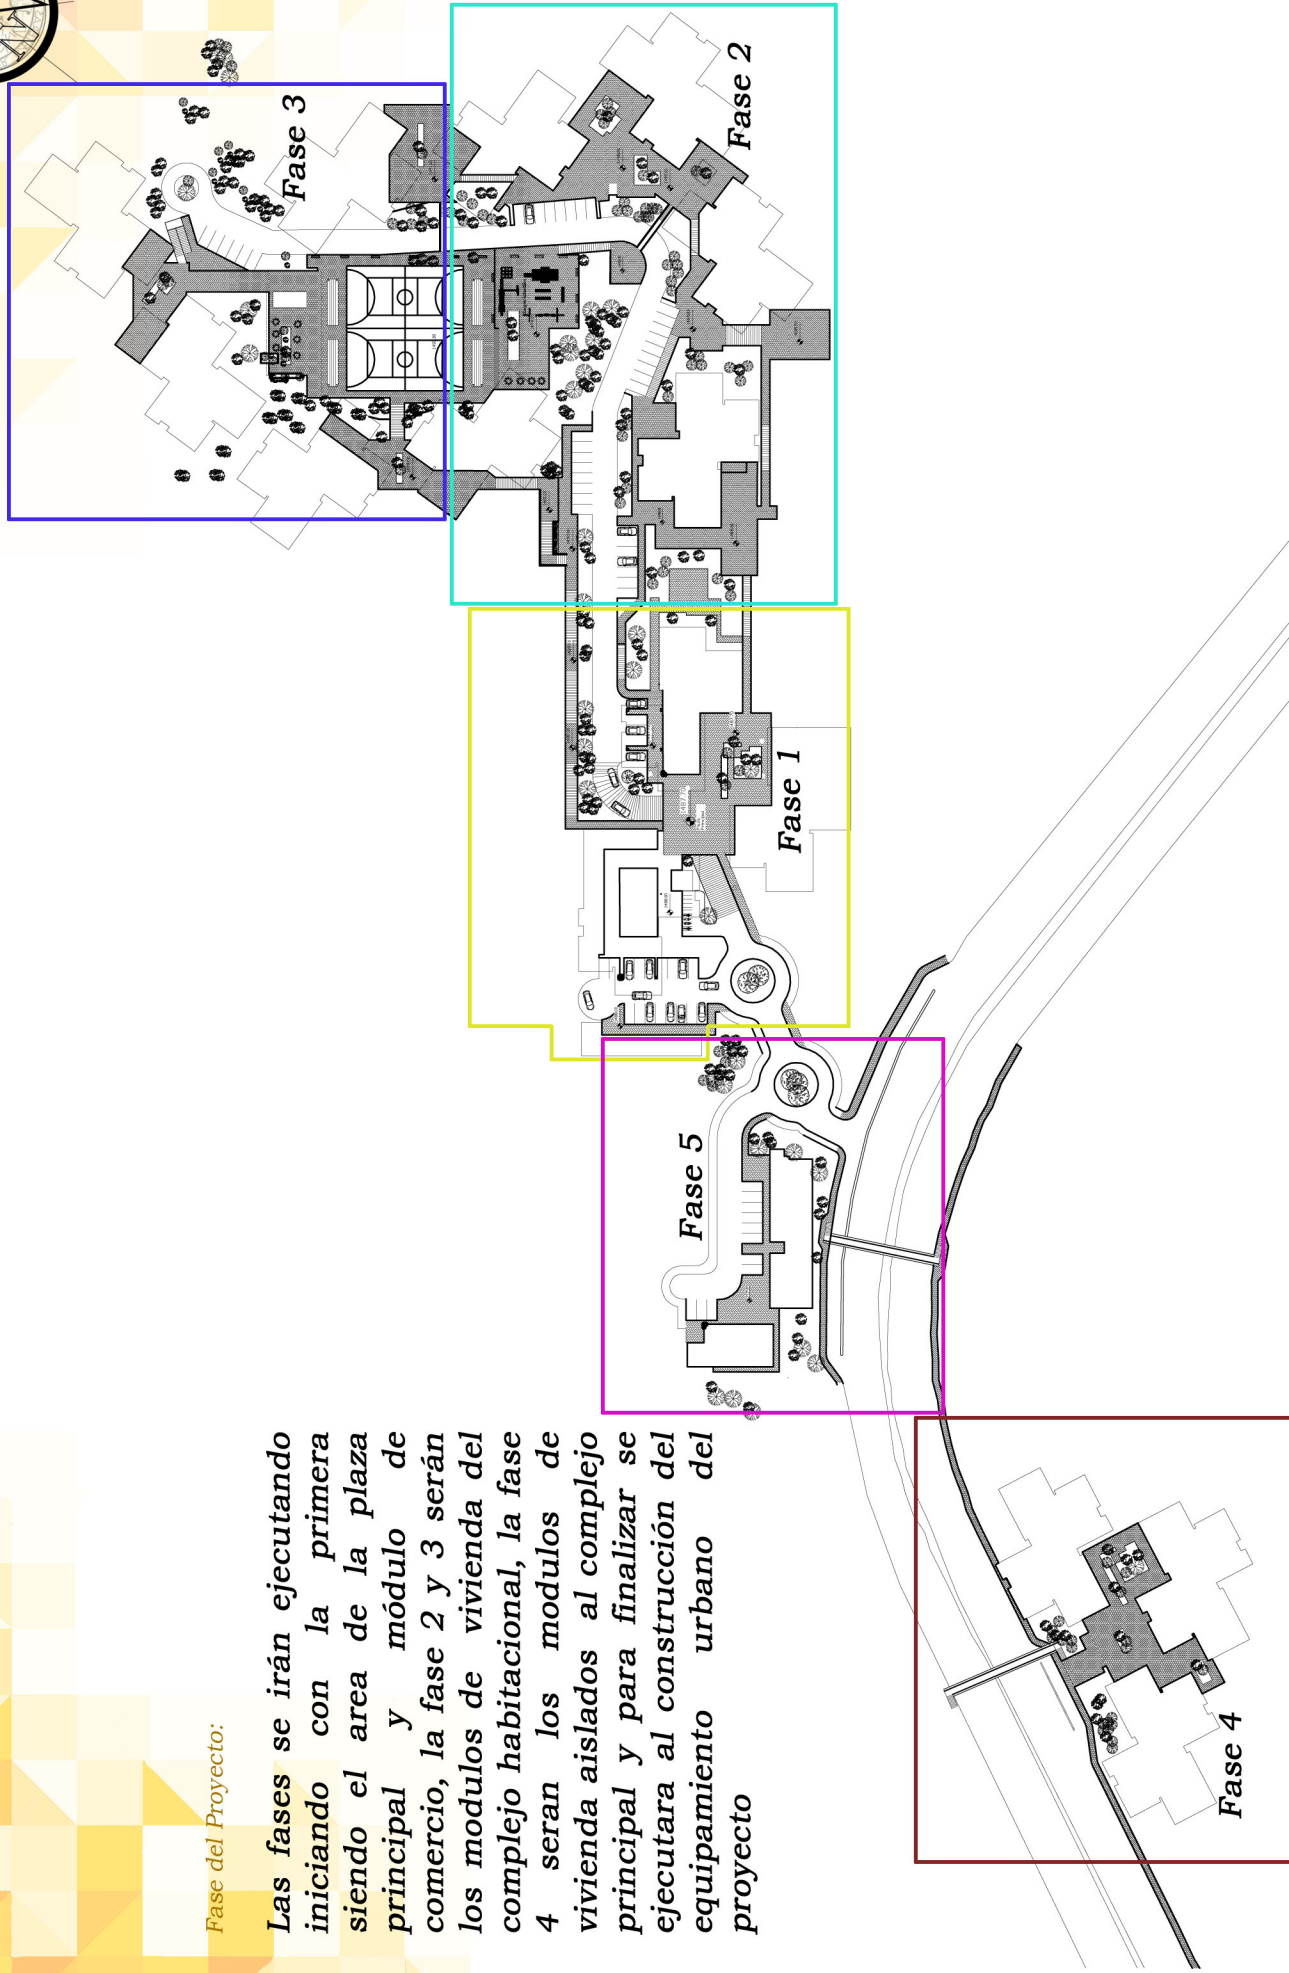 Fase del Proyecto:
Las fases se irán ejecutando
iniciando con la primera
siendo el area de la plaza
principal y módulo de
comercio, la fase 2 y 3 serán
los modulos de vivienda del
complejo habitacional, la fase
4 seran los modulos de
vivienda aislados al complejo
principal y para finalizar se
ejecutara al construcción del
equipamiento urbano del
proyecto
Fase 4
Fase 5
Fase 1
Fase 3
Fase 2